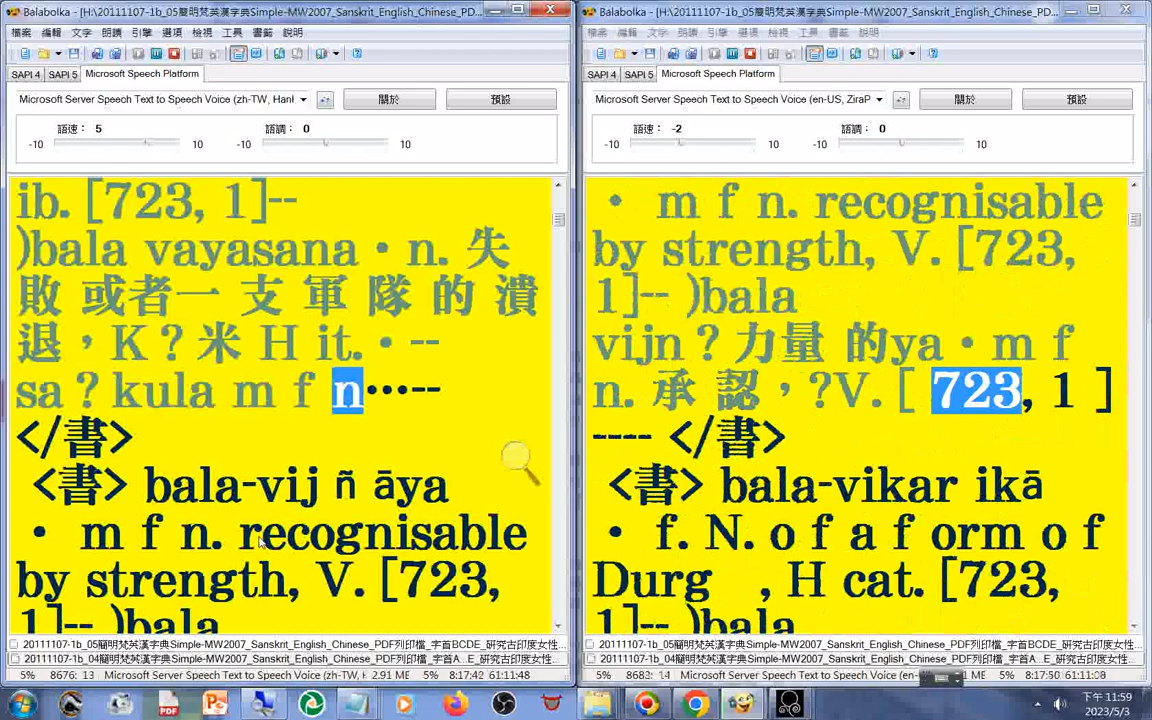 Balabolka - [H:\20111107-1b_05簡明梵英漢字典Simple-MW2007_Sanskrit_English_Chinese_PD...
檔案 編輯 文字 朗讀 引擎 選項 檢視 工具 書籤 說明
SAPI 4 SAPI 5 Microsoft Speech Platform
Microsoft Server Speech Text to Speech Voice (zh-TW, Hanl
關於 預設
語速： 5 語調： 0
-10 10 -10 10
ib. [723, 1]--
)bala vayasana • n. 失
敗 或者一 支 軍 隊 的 潰
退，K？米 H it. • --
sa？kula m f n•••--
</書>
<書> bala-vij ñ āya
• m f n. recognisable
by strength, V. [723,
1]-- )bala
20111107-1b_05簡明梵英漢字典Simple-MW2007_Sanskrit_English_Chinese_PDF列印檔_字首BCDE_研究古印度女性...
20111107-1b_04簡明梵英漢字典Simple-MW2007_Sanskrit_English_Chinese_PDF列印檔_字首A...E_研究古印度女性...
5% 8676: 13 Microsoft Server Speech Text to Speech Voice (zh-TW, H 2.91 MB 5% 8:17:42 61:11:48
Balabolka - [H:\20111107-1b_05簡明梵英漢字典Simple-MW2007_Sanskrit_English_Chinese_PD...
檔案 編輯 文字 朗讀 引擎 選項 檢視 工具 書籤 說明
SAPI 4 SAPI 5 Microsoft Speech Platform
Microsoft Server Speech Text to Speech Voice (en-US, ZiraP
關於 預設
語速： -2 語調： 0
-10 10 -10 10
• m f n. recognisable
by strength, V. [723,
1]-- )bala
vijn？力量 的ya • m f
n. 承 認，?V. [ 723, 1 ]
---- </書>
<書> bala-vikar ikā
• f. N. o f a f orm o f
Durg , H cat. [723,
1]-- )bala
20111107-1b_05簡明梵英漢字典Simple-MW2007_Sanskrit_English_Chinese_PDF列印檔_字首BCDE_研究古印度女性...
20111107-1b_04簡明梵英漢字典Simple-MW2007_Sanskrit_English_Chinese_PDF列印檔_字首A...E_研究古印度女性...
5% 8682: 14 Microsoft Server Speech Text to Speech Voice (en-US 5% 8:17:50 61:11:08
PDF
下午 11:59
2023/5/3